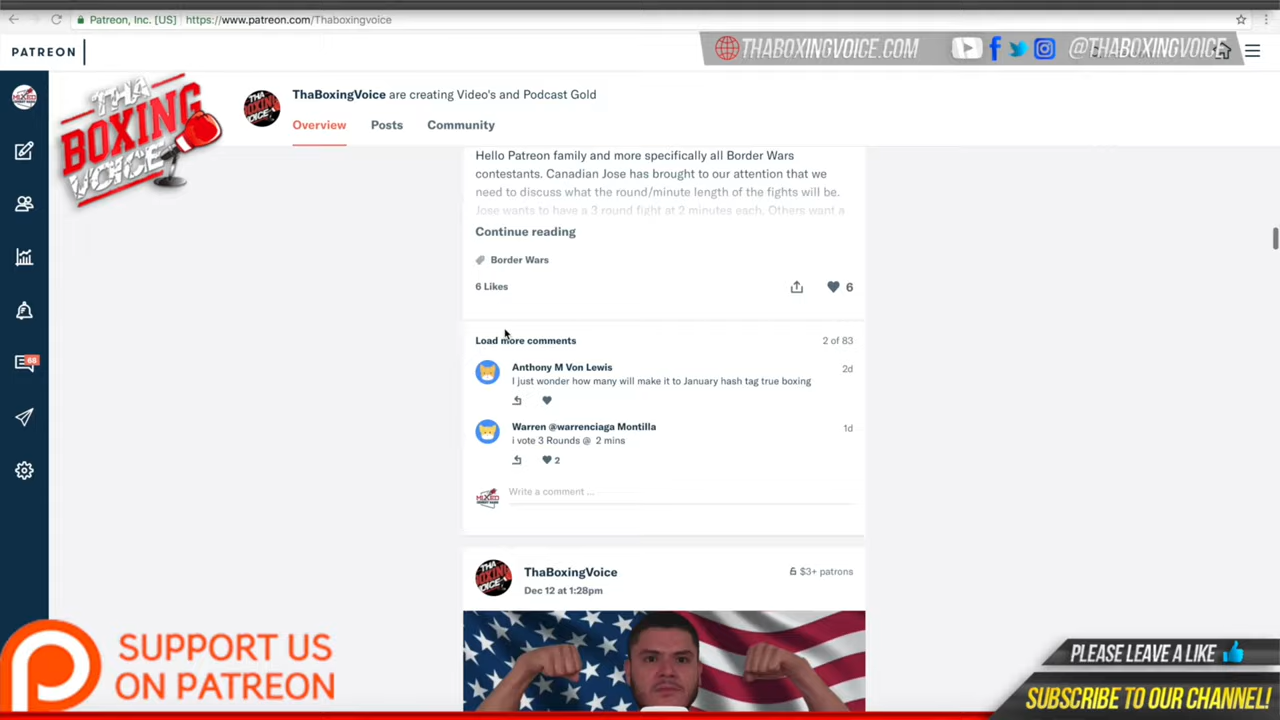 Patreon, Inc. [US] https://www.patreon.com/Thaboxingvoice
PATREON
THABOXINGVOICE.COM @THABOXINGVOICE
THA BOXING VOICE
ThaBoxingVoice are creating Video's and Podcast Gold
Overview Posts Community
Hello Patreon family and more specifically all Border Wars
contestants. Canadian Jose has brought to our attention that we
need to discuss what the round/minute length of the fights will be.
Jose wants to have a 3 round fight at 2 minutes each. Others want a
Continue reading
Border Wars
6 Likes 6
Load more comments 2 of 83
Anthony M Von Lewis 2d
I just wonder how many will make it to January hash tag true boxing
Warren @warrenciaga Montilla 1d
i vote 3 Rounds @ 2 mins
2
Write a comment ...
ThaBoxingVoice $3+ patrons
Dec 12 at 1:28pm
68
SUPPORT US
ON PATREON
PLEASE LEAVE A LIKE
SUBSCRIBE TO OUR CHANNEL!